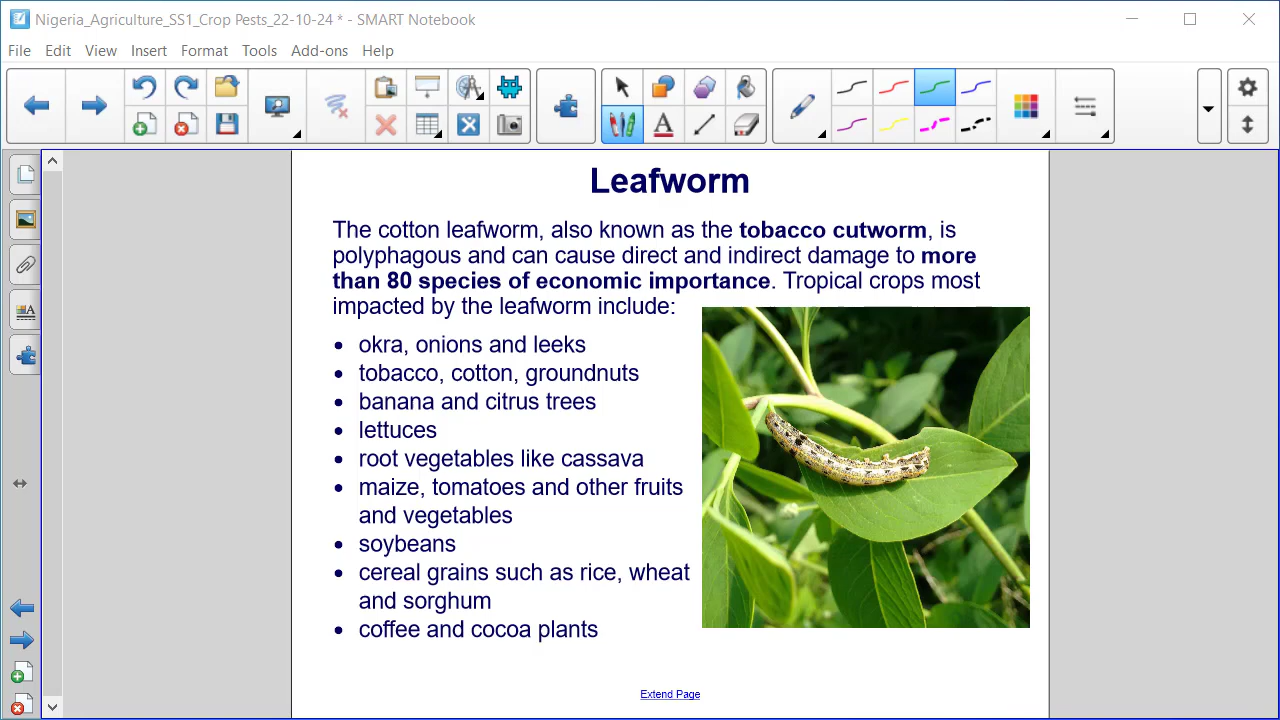 Nigeria_Agriculture_SS1_Crop Pests_22-10-24 * - SMART Notebook
File Edit View Insert Format Tools Add-ons Help
Leafworm
The cotton leafworm, also known as the tobacco cutworm, is
polyphagous and can cause direct and indirect damage to more
than 80 species of economic importance. Tropical crops most
impacted by the leafworm include:
• okra, onions and leeks
• tobacco, cotton, groundnuts
• banana and citrus trees
• lettuces
• root vegetables like cassava
• maize, tomatoes and other fruits
and vegetables
• soybeans
• cereal grains such as rice, wheat
and sorghum
• coffee and cocoa plants
Extend Page